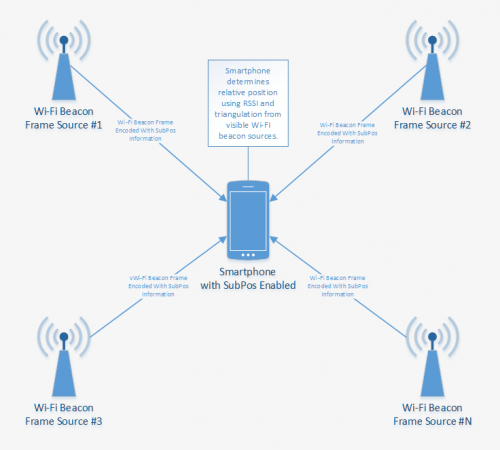 Smartphone
determines
relative position
using RSSI and
triangulation from
visible Wi-Fi
beacon sources.
Wi-Fi Beacon
Frame Source #1
Wi-Fi Beacon
Frame Source #2
Wi-Fi Beacon Frame
Encoded With SubPos
Information
Wi-Fi Beacon Frame
Encoded With SubPos
Information
Smartphone
with SubPos Enabled
vWi-Fi Beacon Frame
Encoded With SubPos
Information
Wi-Fi Beacon Frame
Encoded With SubPos
Information
Wi-Fi Beacon
Frame Source #3
Wi-Fi Beacon
Frame Source #N